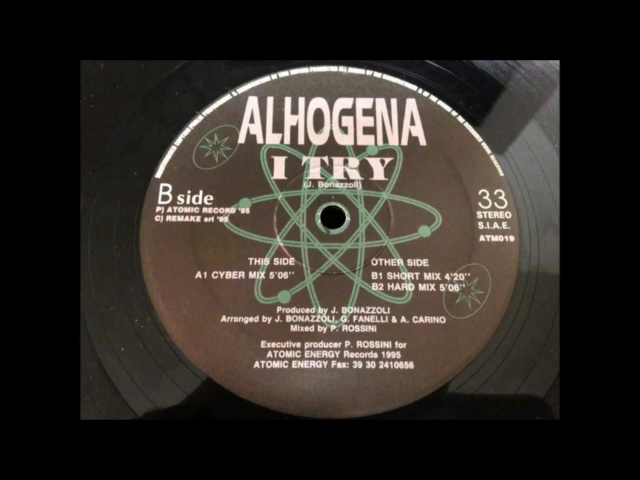 ALHOGENA
I TRY
(J. Bonazzoli)
B side
P) ATOMIC RECORD '95
C) REMAKE srl '95
33
STEREO
S.I.A.E.
ATM019
THIS SIDE
A1 CYBER MIX 5'06''
OTHER SIDE
B1 SHORT MIX 4'20''
B2 HARD MIX 5'06''
Produced by J. BONAZZOLI
Arranged by J. BONAZZOLI, G. FANELLI & A. CARINO
Mixed by P. ROSSINI
Executive producer P. ROSSINI for
ATOMIC ENERGY Records 1995
ATOMIC ENERGY Fax: 39 30 2410656